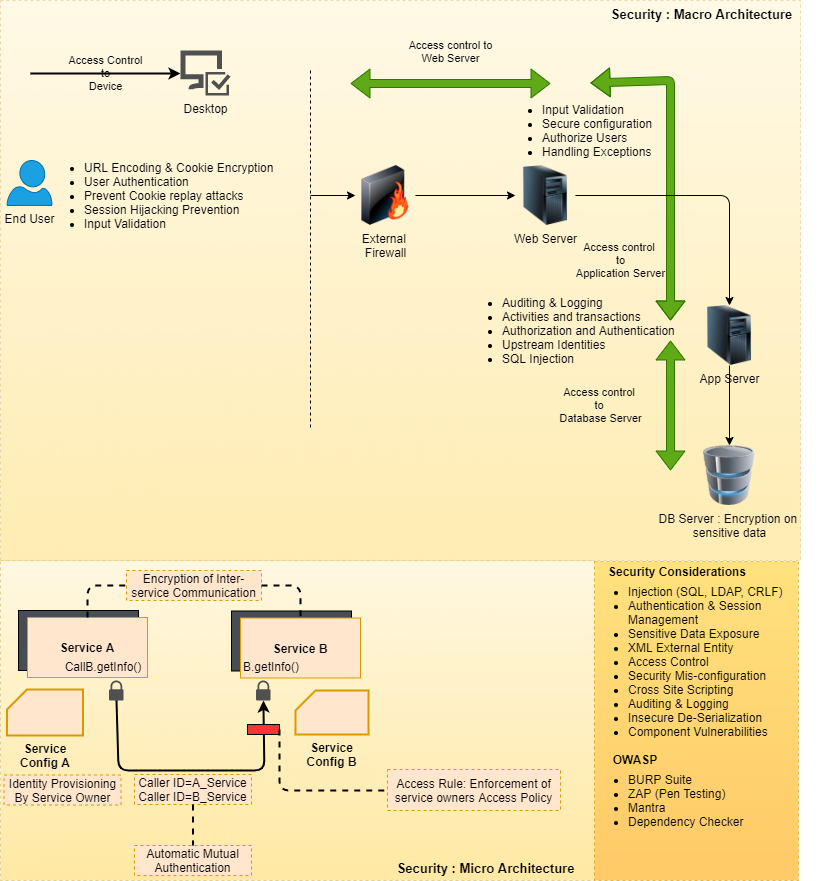 Security : Macro Architecture
Access Control
to
Device
Desktop
Access control to
Web Server
Input Validation
Secure configuration
Authorize Users
Handling Exceptions
End User
URL Encoding & Cookie Encryption
User Authentication
Prevent Cookie replay attacks
Session Hijacking Prevention
Input Validation
External
Firewall
Web Server
Access control
to
Application Server
Auditing & Logging
Activities and transactions
Authorization and Authentication
Upstream Identities
SQL Injection
App Server
Access control
to
Database Server
DB Server : Encryption on
sensitive data
Encryption of Inter-
service Communication
Service A
CallB.getInfo()
Service B
B.getInfo()
Service
Config A
Service
Config B
Identity Provisioning
By Service Owner
Caller ID=A_Service
Caller ID=B_Service
Access Rule: Enforcement of
service owners Access Policy
Automatic Mutual
Authentication
Security : Micro Architecture
Security Considerations
Injection (SQL, LDAP, CRLF)
Authentication & Session
Management
Sensitive Data Exposure
XML External Entity
Access Control
Security Mis-configuration
Cross Site Scripting
Auditing & Logging
Insecure De-Serialization
Component Vulnerabilities
OWASP
BURP Suite
ZAP (Pen Testing)
Mantra
Dependency Checker